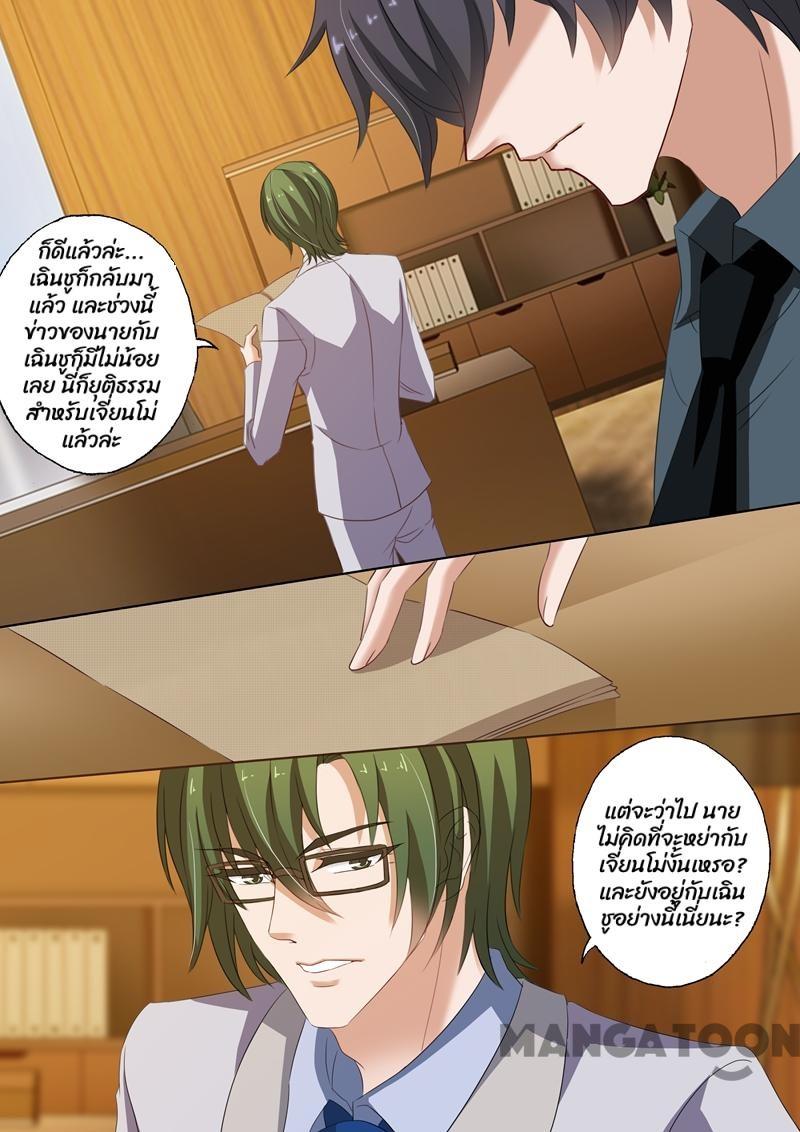 ก็ดีแล้วล่ะ...
เฉินชูก็กลับมา
แล้ว และช่วงนี้
ข่าวของนายกับ
เฉินชูก็มีไม่น้อย
เลย นี่ก็ยุติธรรม
สำหรับเจี่ยนโม่
แล้วล่ะ
แต่จะว่าไป นาย
ไม่คิดที่จะหย่ากับ
เจี่ยนโม่งั้นเหรอ?
และยังอยู่กับเฉิน
ชูอย่างนี้เนี่ยนะ?
MANGATOON